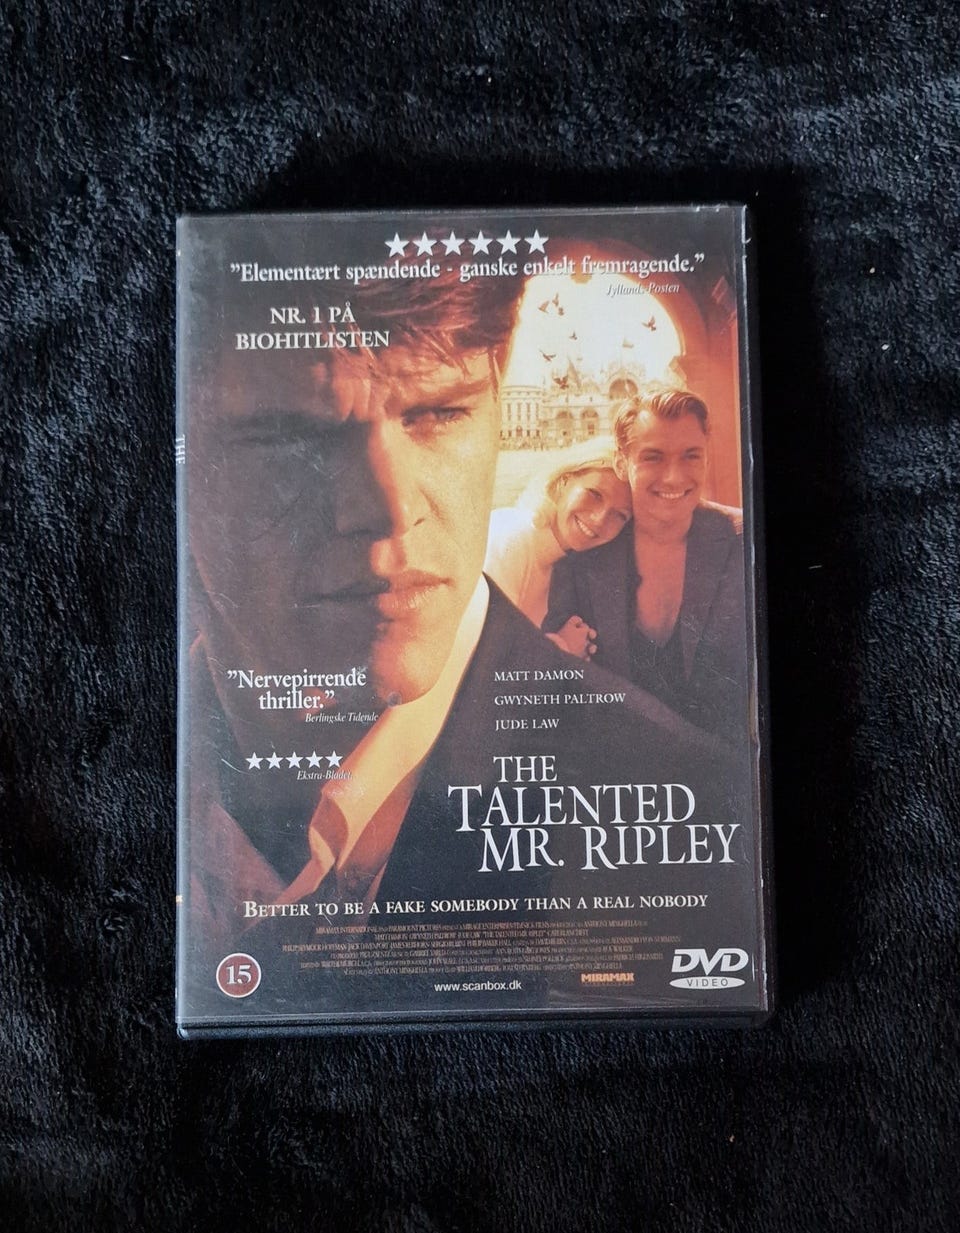 "Elementært spændende - ganske enkelt fremragende."
Jyllands-Posten
NR. 1 PÅ
BIOHITLISTEN
THE
"Nervepirrende
thriller."
Berlingske Tidende
Ekstra-Bladet
MATT DAMON
GWYNETH PALTROW
JUDE LAW
THE
TALENTED
MR. RIPLEY
BETTER TO BE A FAKE SOMEBODY THAN A REAL NOBODY
15
www.scanbox.dk
MIRAMAX
DVD
VIDEO